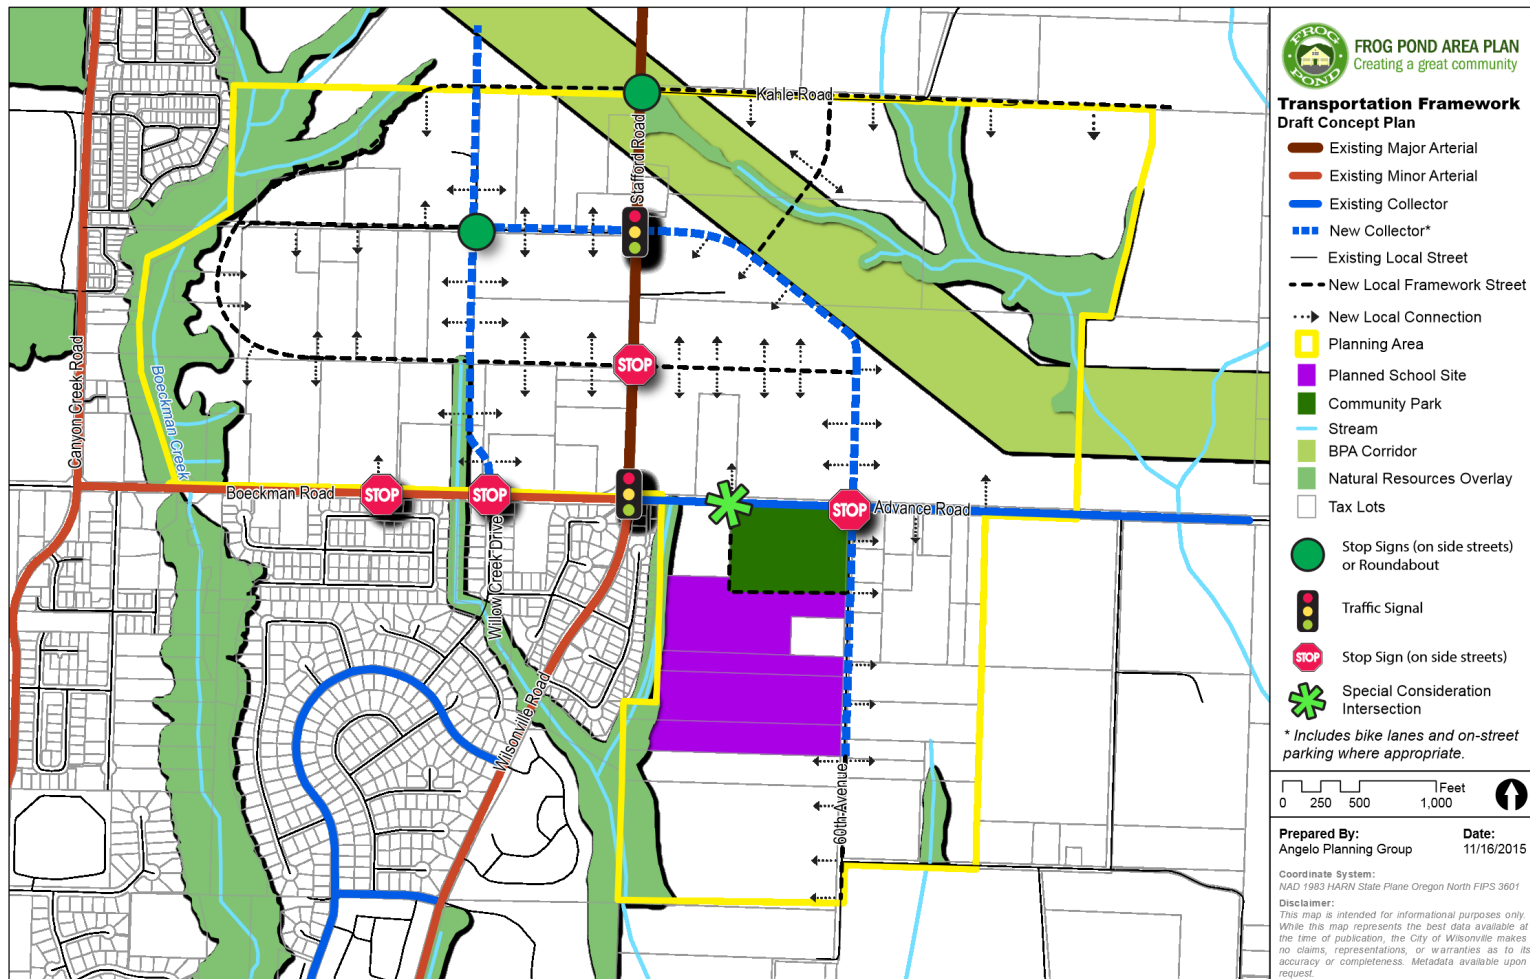 FROG POND
FROG POND AREA PLAN
Creating a great community
Transportation Framework
Draft Concept Plan
Existing Major Arterial
Existing Minor Arterial
Existing Collector
New Collector*
Existing Local Street
New Local Framework Street
New Local Connection
Planning Area
Planned School Site
Community Park
Stream
BPA Corridor
Natural Resources Overlay
Tax Lots
Stop Signs (on side streets)
or Roundabout
Traffic Signal
STOP
Stop Sign (on side streets)
Special Consideration
Intersection
* Includes bike lanes and on-street
parking where appropriate.
Feet
0 250 500 1,000
Prepared By:
Angelo Planning Group
Date:
11/16/2015
Coordinate System:
NAD 1983 HARN State Plane Oregon North FIPS 3601
Disclaimer:
This map is intended for informational purposes only.
While this map represents the best data available at
the time of publication, the City of Wilsonville makes
no claims, representations, or warranties as to its
accuracy or completeness. Metadata available upon
request.
Kahle Road
Stafford Road
Canyon Creek Road
Boeckman Creek
STOP
Boeckman Road
STOP
STOP
STOP
Advance Road
Willow Creek Drive
Wilsonville Road
60th Avenue